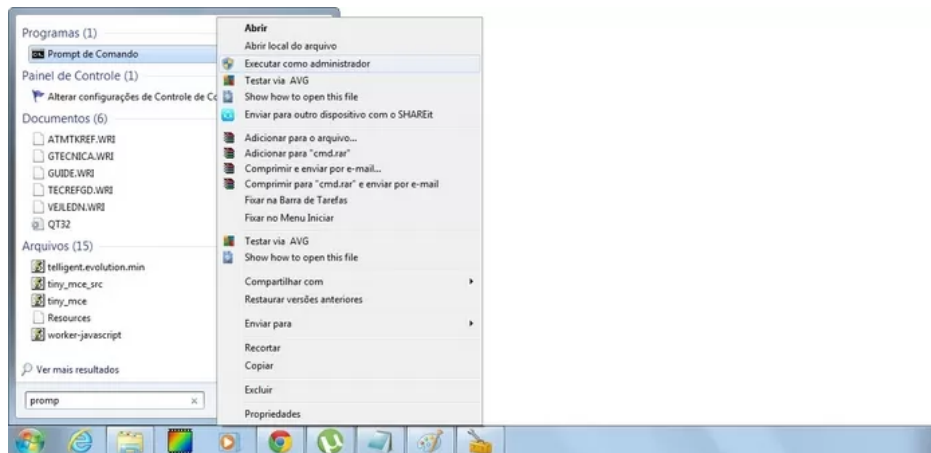 Programas (1)
Prompt de Comando
Painel de Controle (1)
Alterar configurações de Controle de Co
Documentos (6)
ATMTKREF.WRI
GTECNICA.WRI
GUIDE.WRI
TECREFGD.WRI
VEJLEDN.WRI
QT32
Arquivos (15)
telligent.evolution.min
tiny_mce_src
tiny_mce
Resources
worker-javascript
Ver mais resultados
promp
Abrir
Abrir local do arquivo
Executar como administrador
Testar via AVG
Show how to open this file
Enviar para outro dispositivo com o SHAREit
Adicionar para o arquivo...
Adicionar para "cmd.rar"
Comprimir e enviar por e-mail...
Comprimir para "cmd.rar" e enviar por e-mail
Fixar na Barra de Tarefas
Fixar no Menu Iniciar
Testar via AVG
Show how to open this file
Compartilhar com
Restaurar versões anteriores
Enviar para
Recortar
Copiar
Excluir
Propriedades